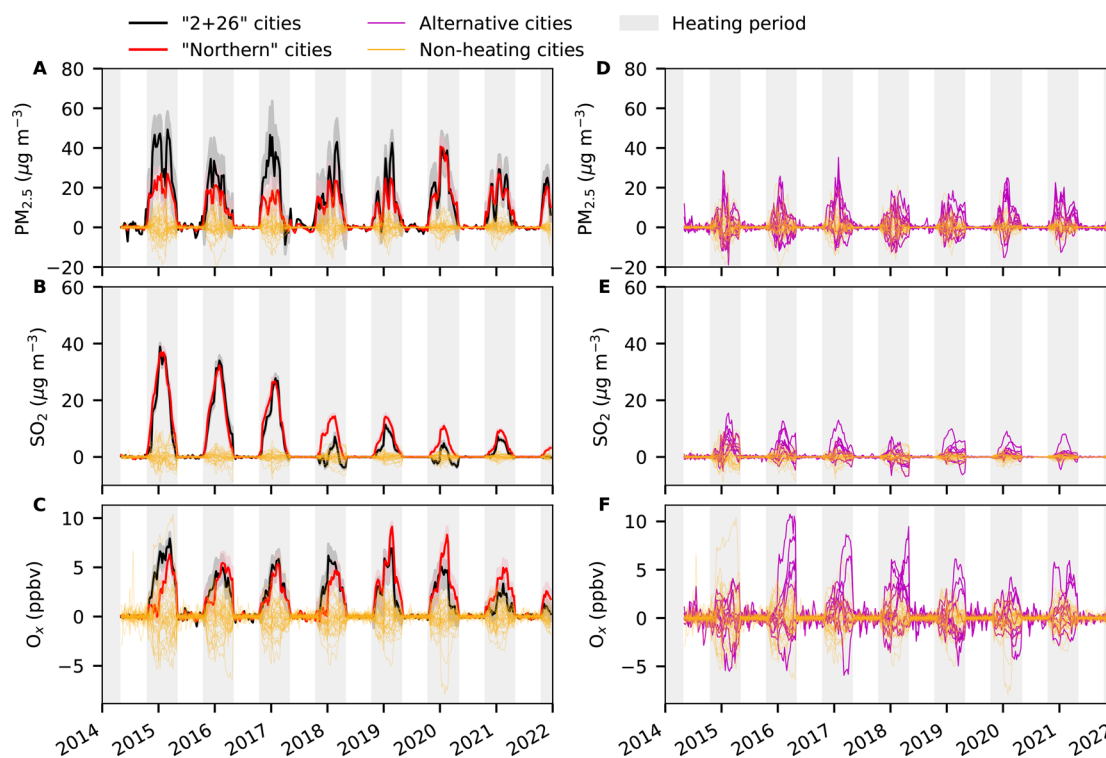 "2+26" cities
"Northern" cities
Alternative cities
Non-heating cities
Heating period
A
80
60
40
20
0
−20
PM2.5 (μg m−3)
B
60
40
20
0
SO2 (μg m−3)
C
10
5
0
−5
Ox (ppbv)
2014
2015
2016
2017
2018
2019
2020
2021
2022
D
80
60
40
20
0
−20
PM2.5 (μg m−3)
E
60
40
20
0
SO2 (μg m−3)
F
10
5
0
−5
Ox (ppbv)
2014
2015
2016
2017
2018
2019
2020
2021
2022